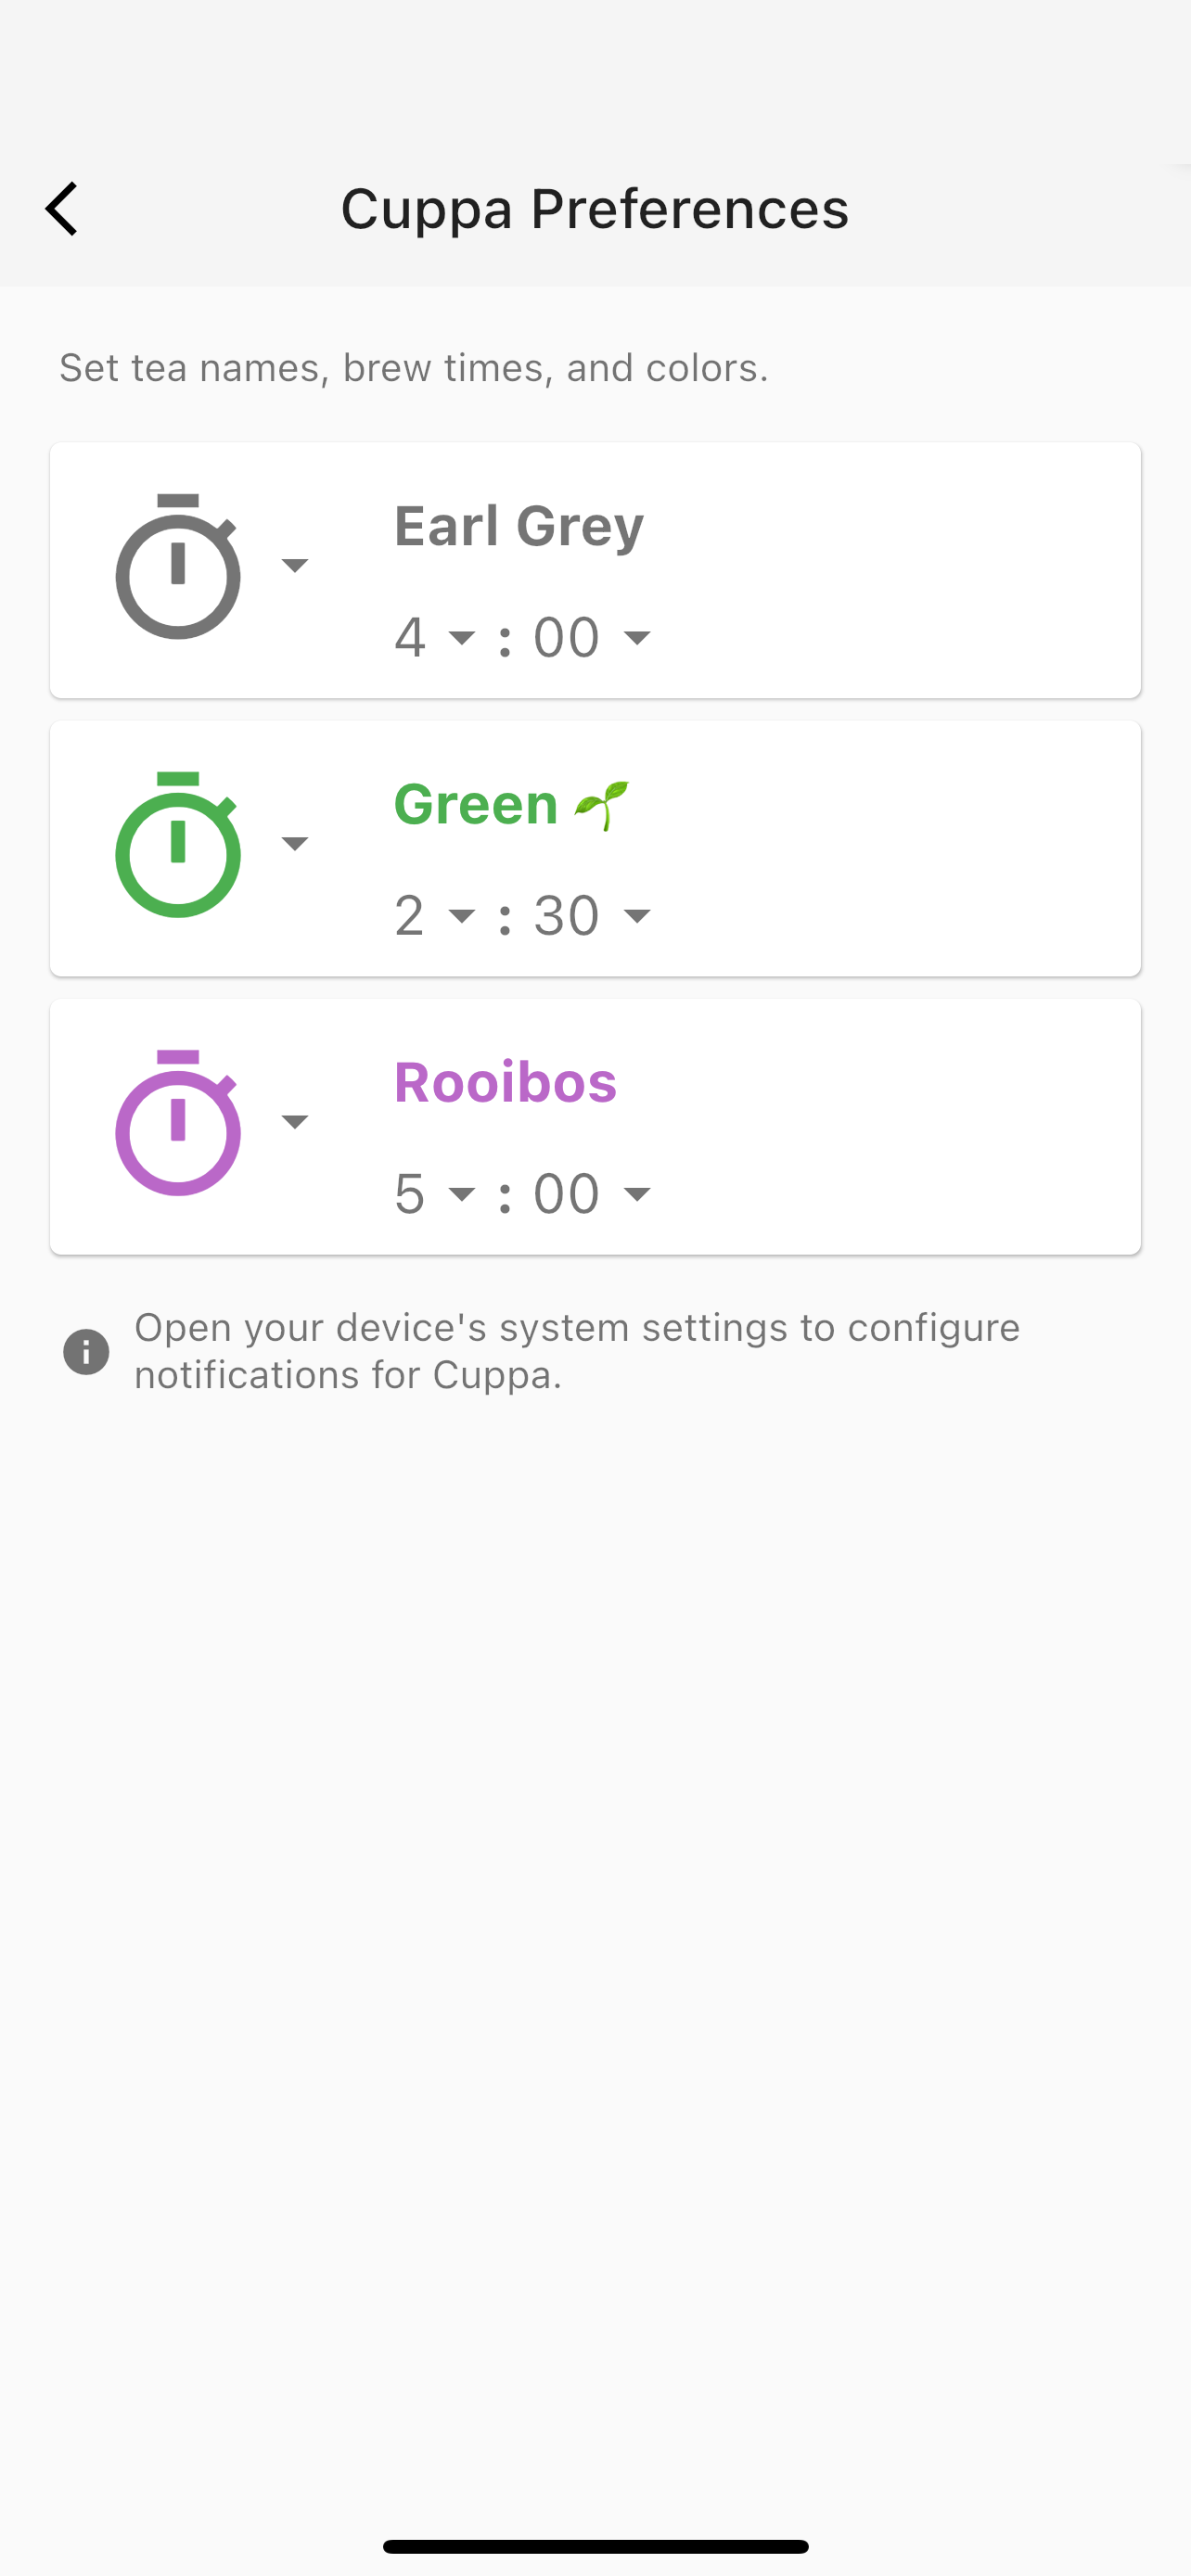 Cuppa Preferences
Set tea names, brew times, and colors.
Earl Grey
4 : 00
Green 🌱
2 : 30
Rooibos
5 : 00
Open your device's system settings to configure
notifications for Cuppa.